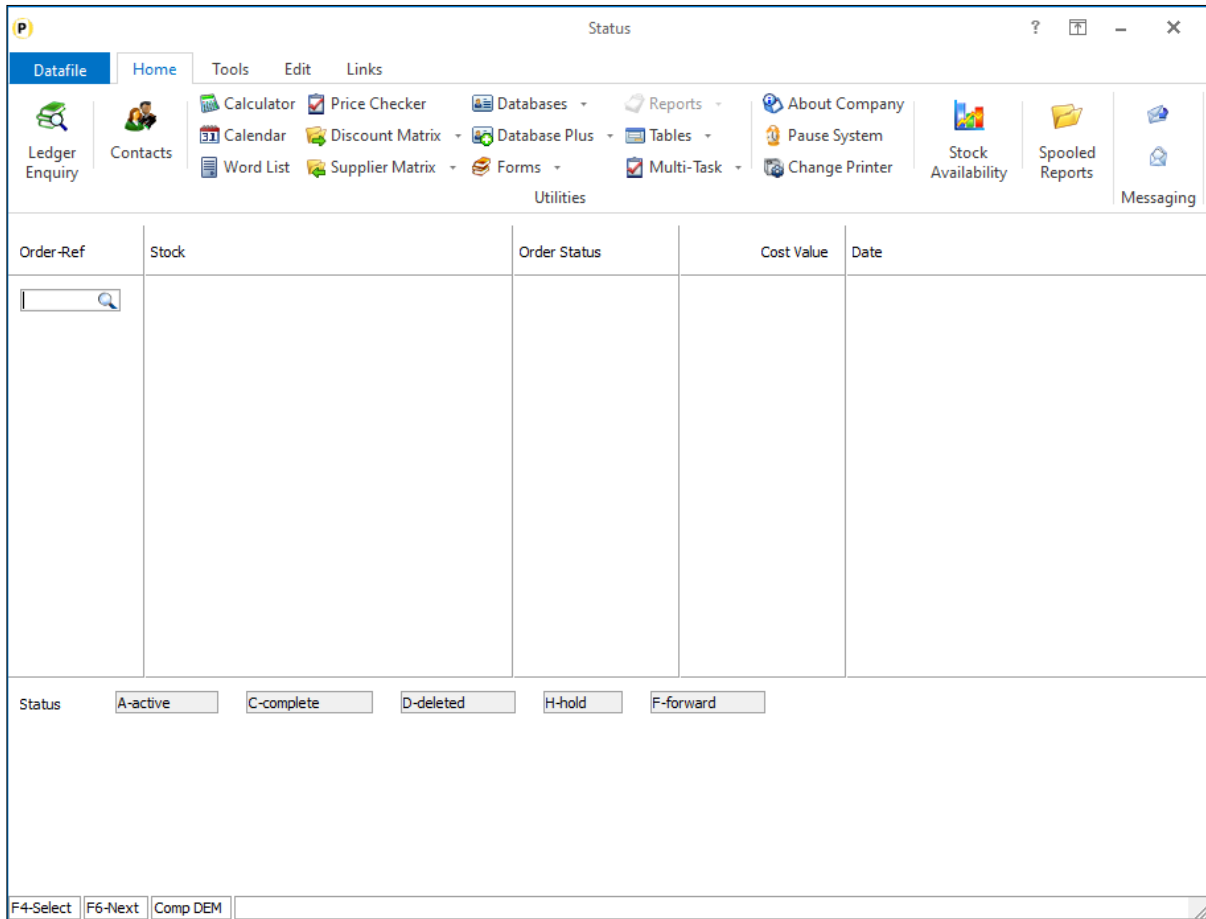 P
Status
?
Datafile Home Tools Edit Links
Calculator Price Checker Databases Reports About Company
31 Calendar Discount Matrix Database Plus Tables Pause System
Word List Supplier Matrix Forms Multi-Task Change Printer
Ledger Enquiry
Contacts
Stock Availability
Spooled Reports
Utilities
Messaging
Order-Ref Stock Order Status Cost Value Date
Status A-active C-complete D-deleted H-hold F-forward
F4-Select F6-Next Comp DEM